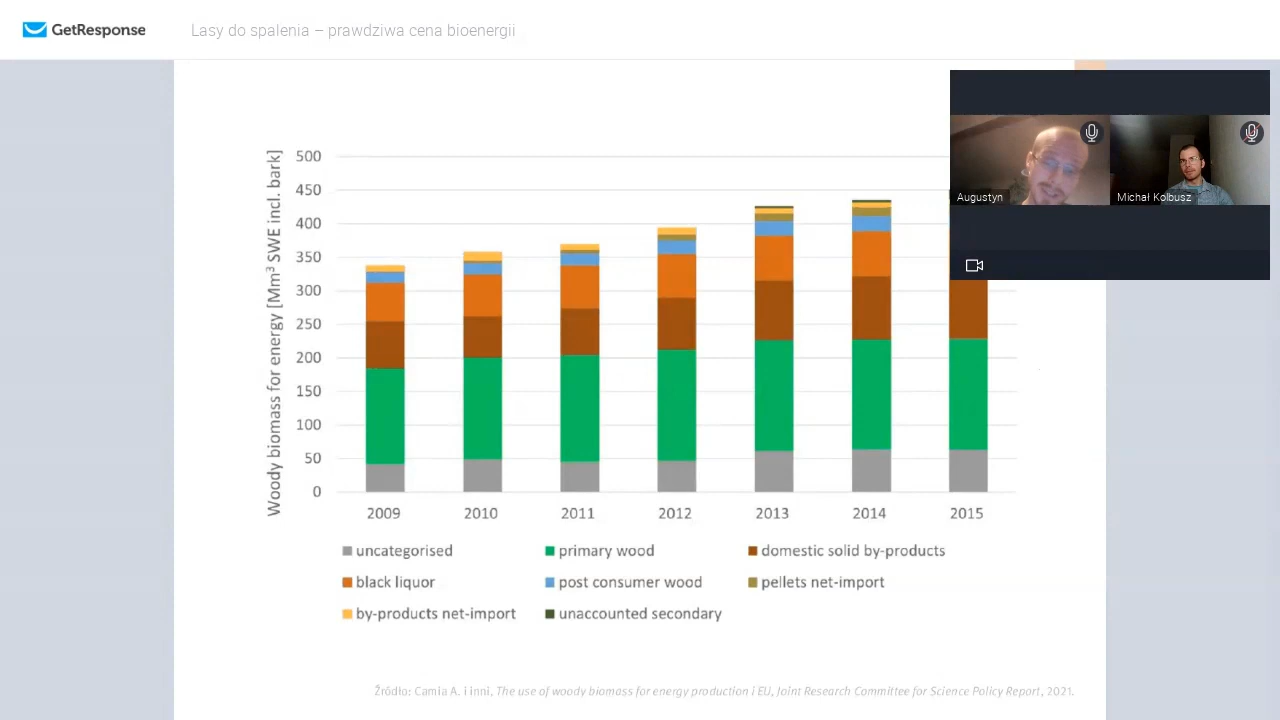 GetResponse
Lasy do spalenia – prawdziwa cena bioenergii
Augustyn
Michał Kolbusz
Woody biomass for energy [Mm³ SWE incl. bark]
500
450
400
350
300
250
200
150
100
50
0
2009 2010 2011 2012 2013 2014 2015
uncategorised primary wood domestic solid by-products
black liquor post consumer wood pellets net-import
by-products net-import unaccounted secondary
Źródło: Camia A. i inni, The use of woody biomass for energy production i EU, Joint Research Committee for Science Policy Report, 2021.